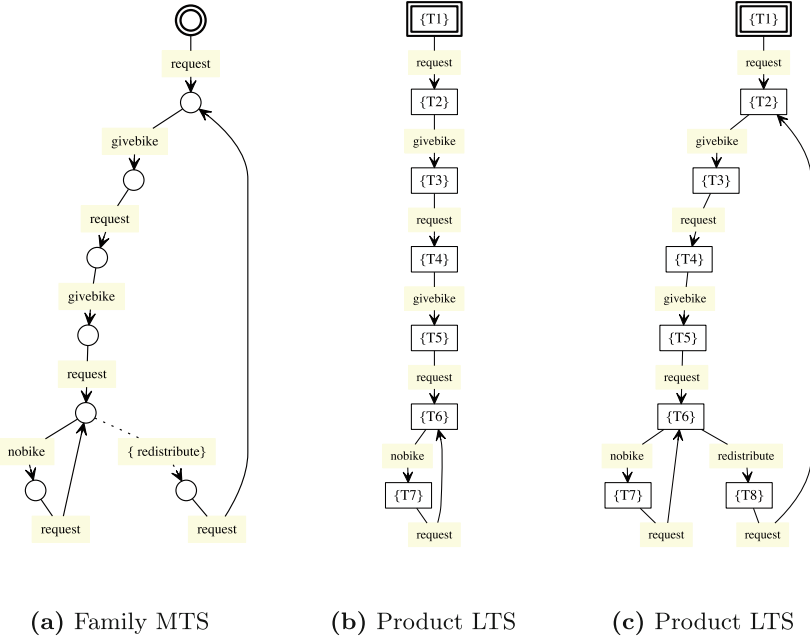 request
givebike
request
givebike
request
nobike
{ redistribute}
request
request
(a) Family MTS
{T1}
request
{T2}
givebike
{T3}
request
{T4}
givebike
{T5}
request
{T6}
nobike
{T7}
request
(b) Product LTS
{T1}
request
{T2}
givebike
{T3}
request
{T4}
givebike
{T5}
request
{T6}
nobike
redistribute
{T7}
{T8}
request
request
(c) Product LTS